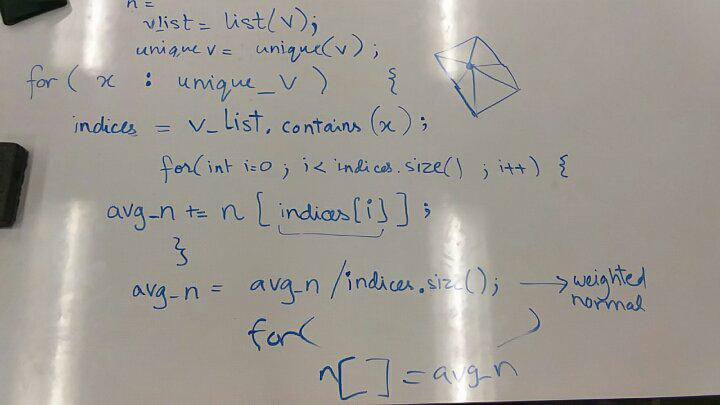 n =
vlist = list(v);
unique v = unique(v);
for( x : unique_v ) {
indices = v_list.contains(x);
for(int i=0 ; i< indices.size() ; i++) {
avg_n += n [indices[i]];
}
avg_n = avg_n /indices.size(); → weighted normal
for( )
n[ ] = avg_n